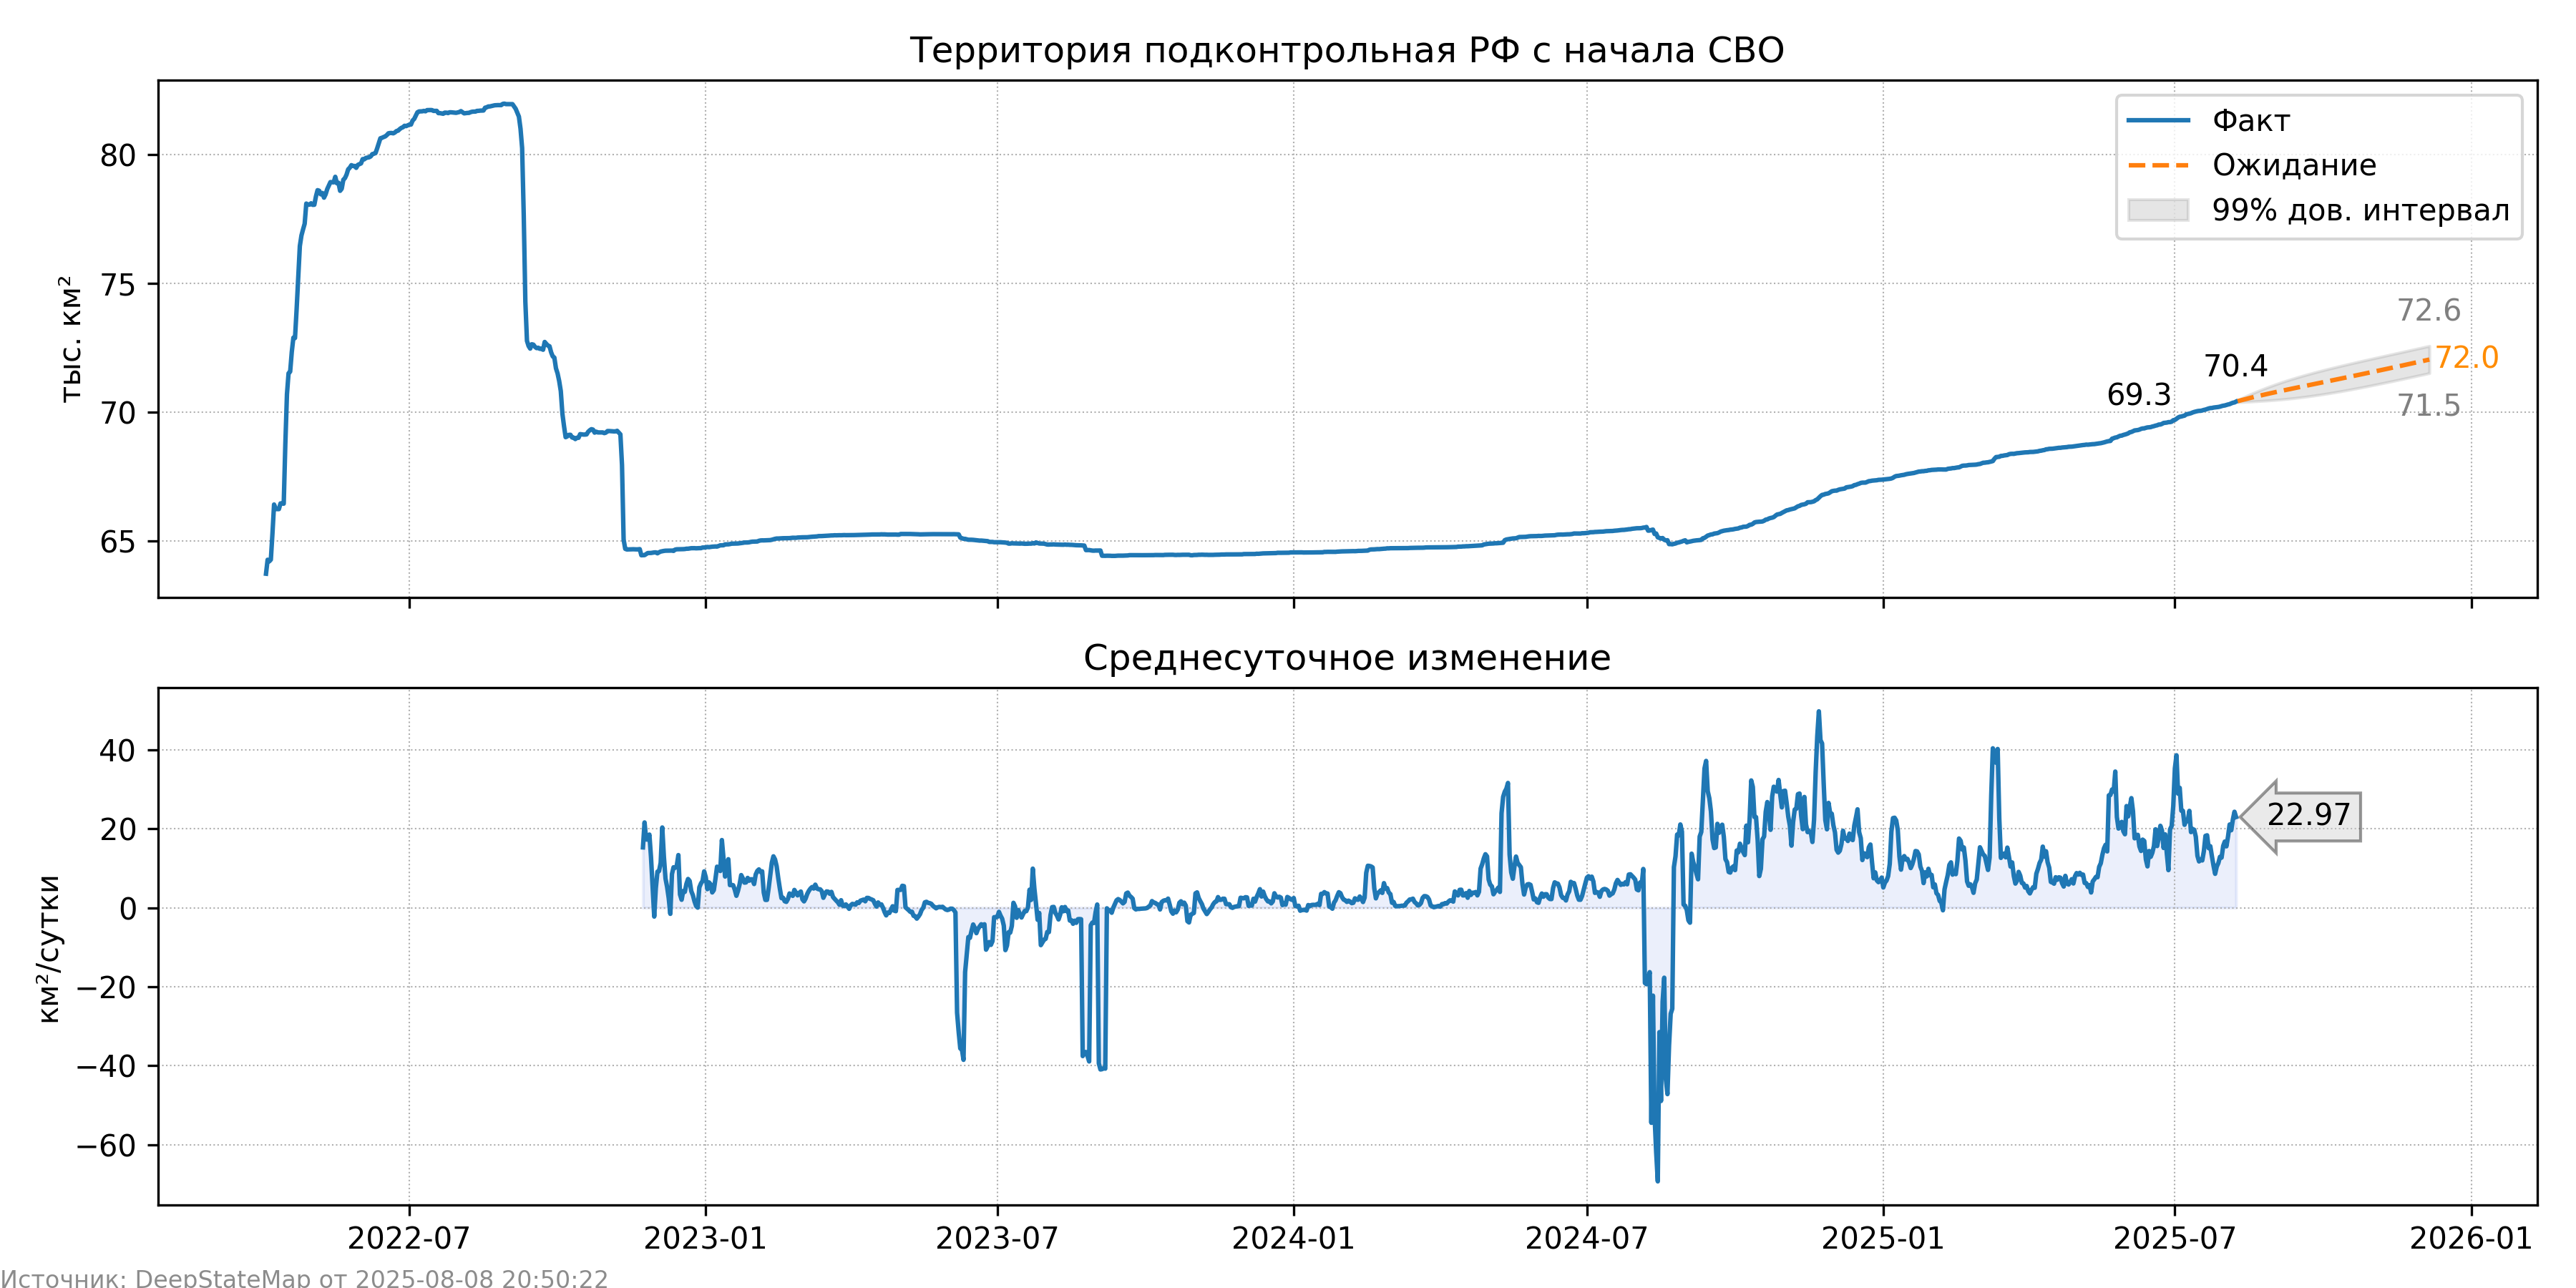 Территория подконтрольная РФ с начала СВО
тыс. км²
80
75
70
65
Факт
Ожидание
99% дов. интервал
69.3
70.4
72.6
72.0
71.5
Среднесуточное изменение
км²/сутки
40
20
0
−20
−40
−60
22.97
2022-07 2023-01 2023-07 2024-01 2024-07 2025-01 2025-07 2026-01
Источник: DeepStateMap от 2025-08-08 20:50:22